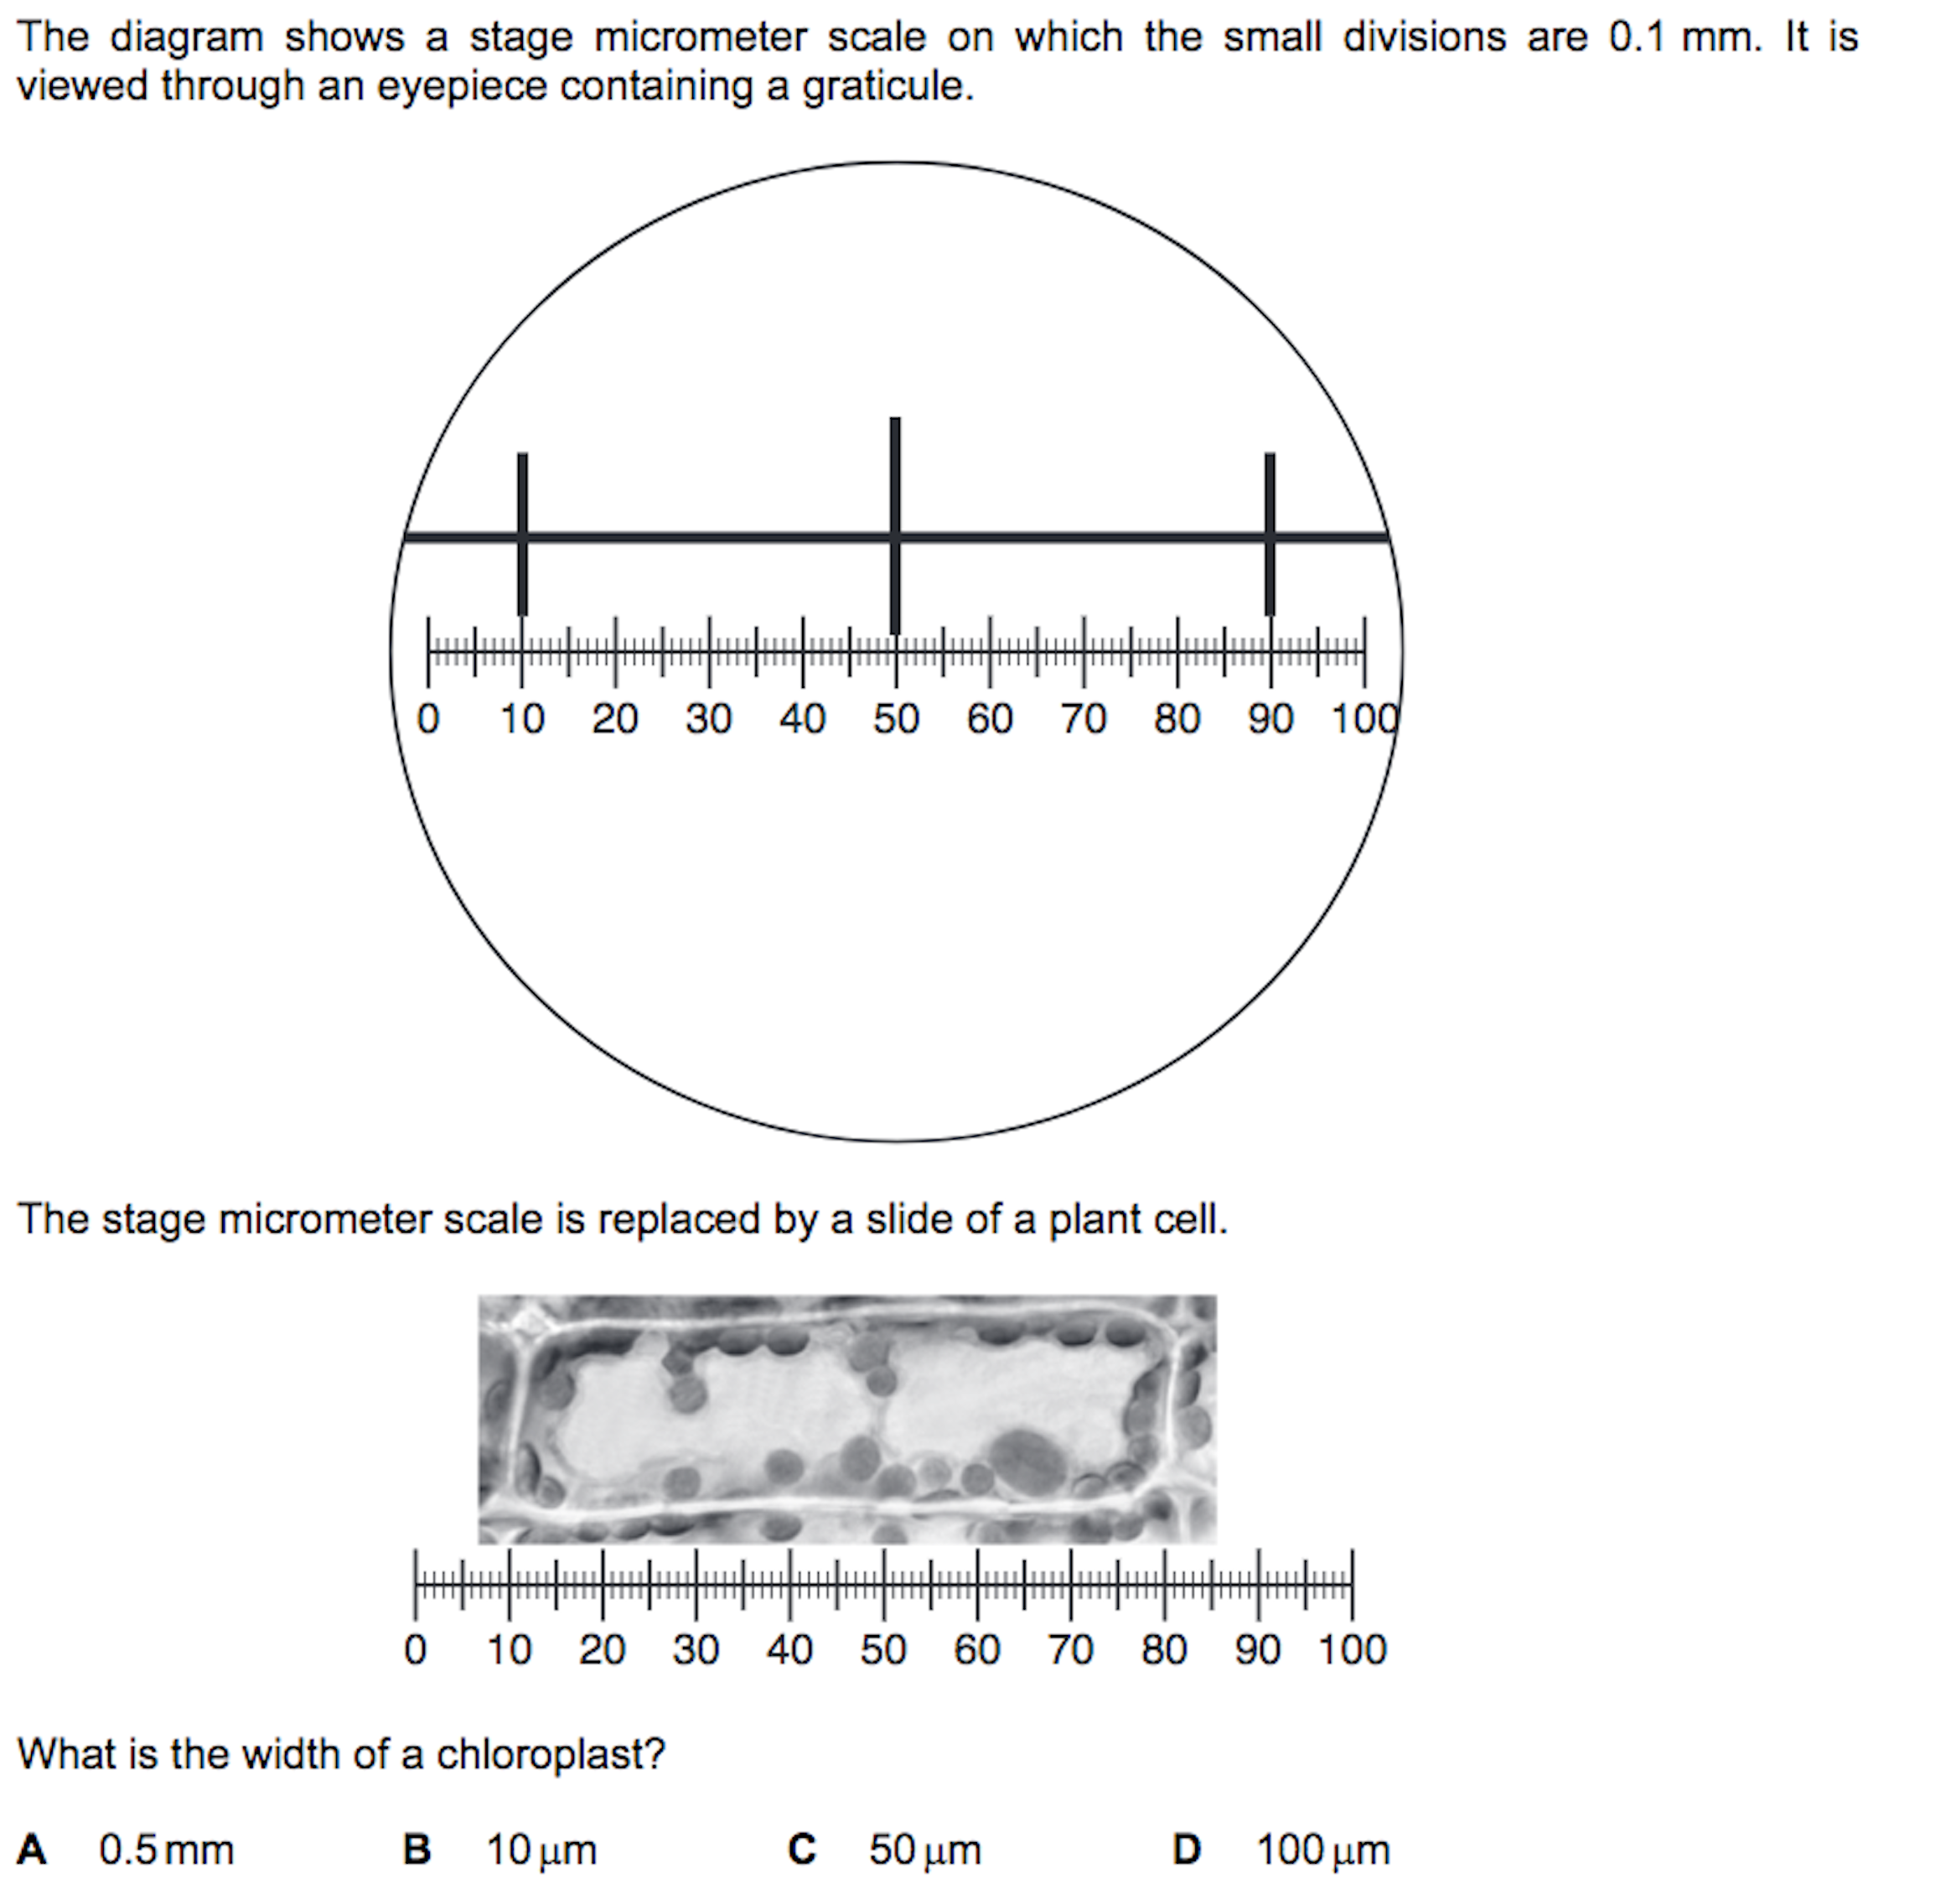 The diagram shows a stage micrometer scale on which the small divisions are 0.1 mm. It is
viewed through an eyepiece containing a graticule.
0 10 20 30 40 50 60 70 80 90 100
The stage micrometer scale is replaced by a slide of a plant cell.
0 10 20 30 40 50 60 70 80 90 100
What is the width of a chloroplast?
A 0.5 mm B 10 μm C 50 μm D 100 μm